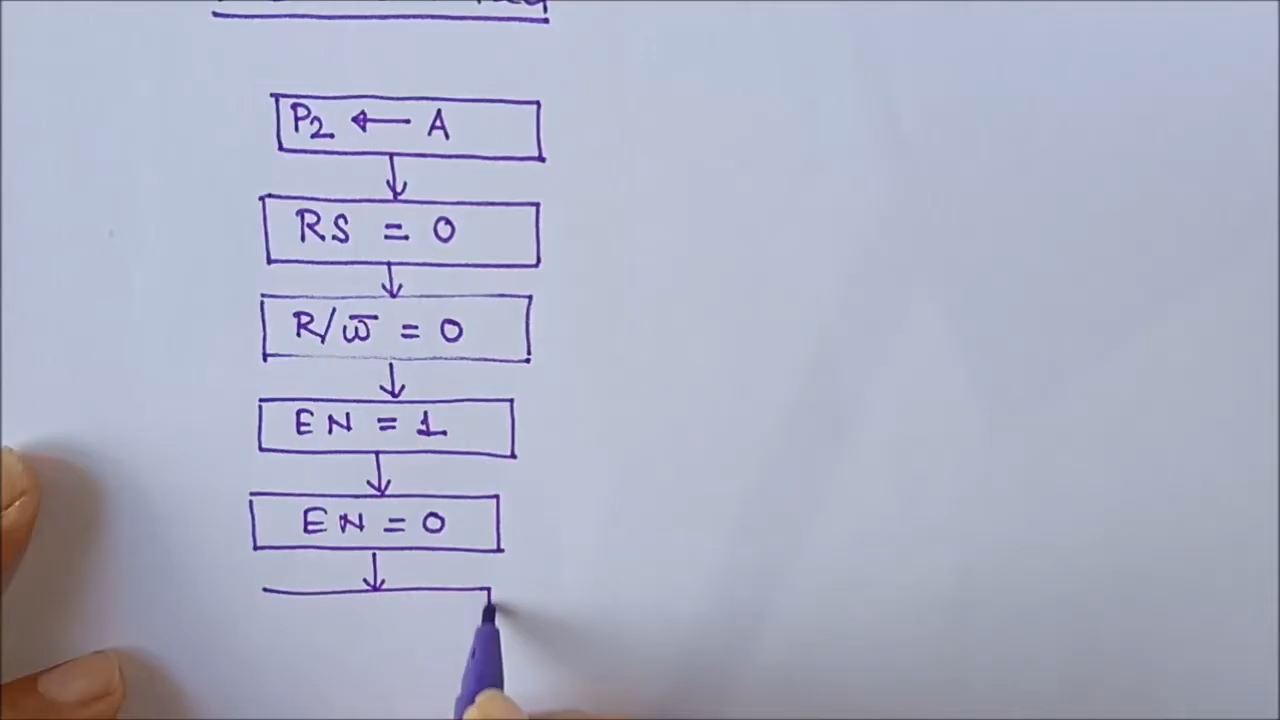 P2 ← A
RS = 0
R/w̅ = 0
EN = 1
EN = 0